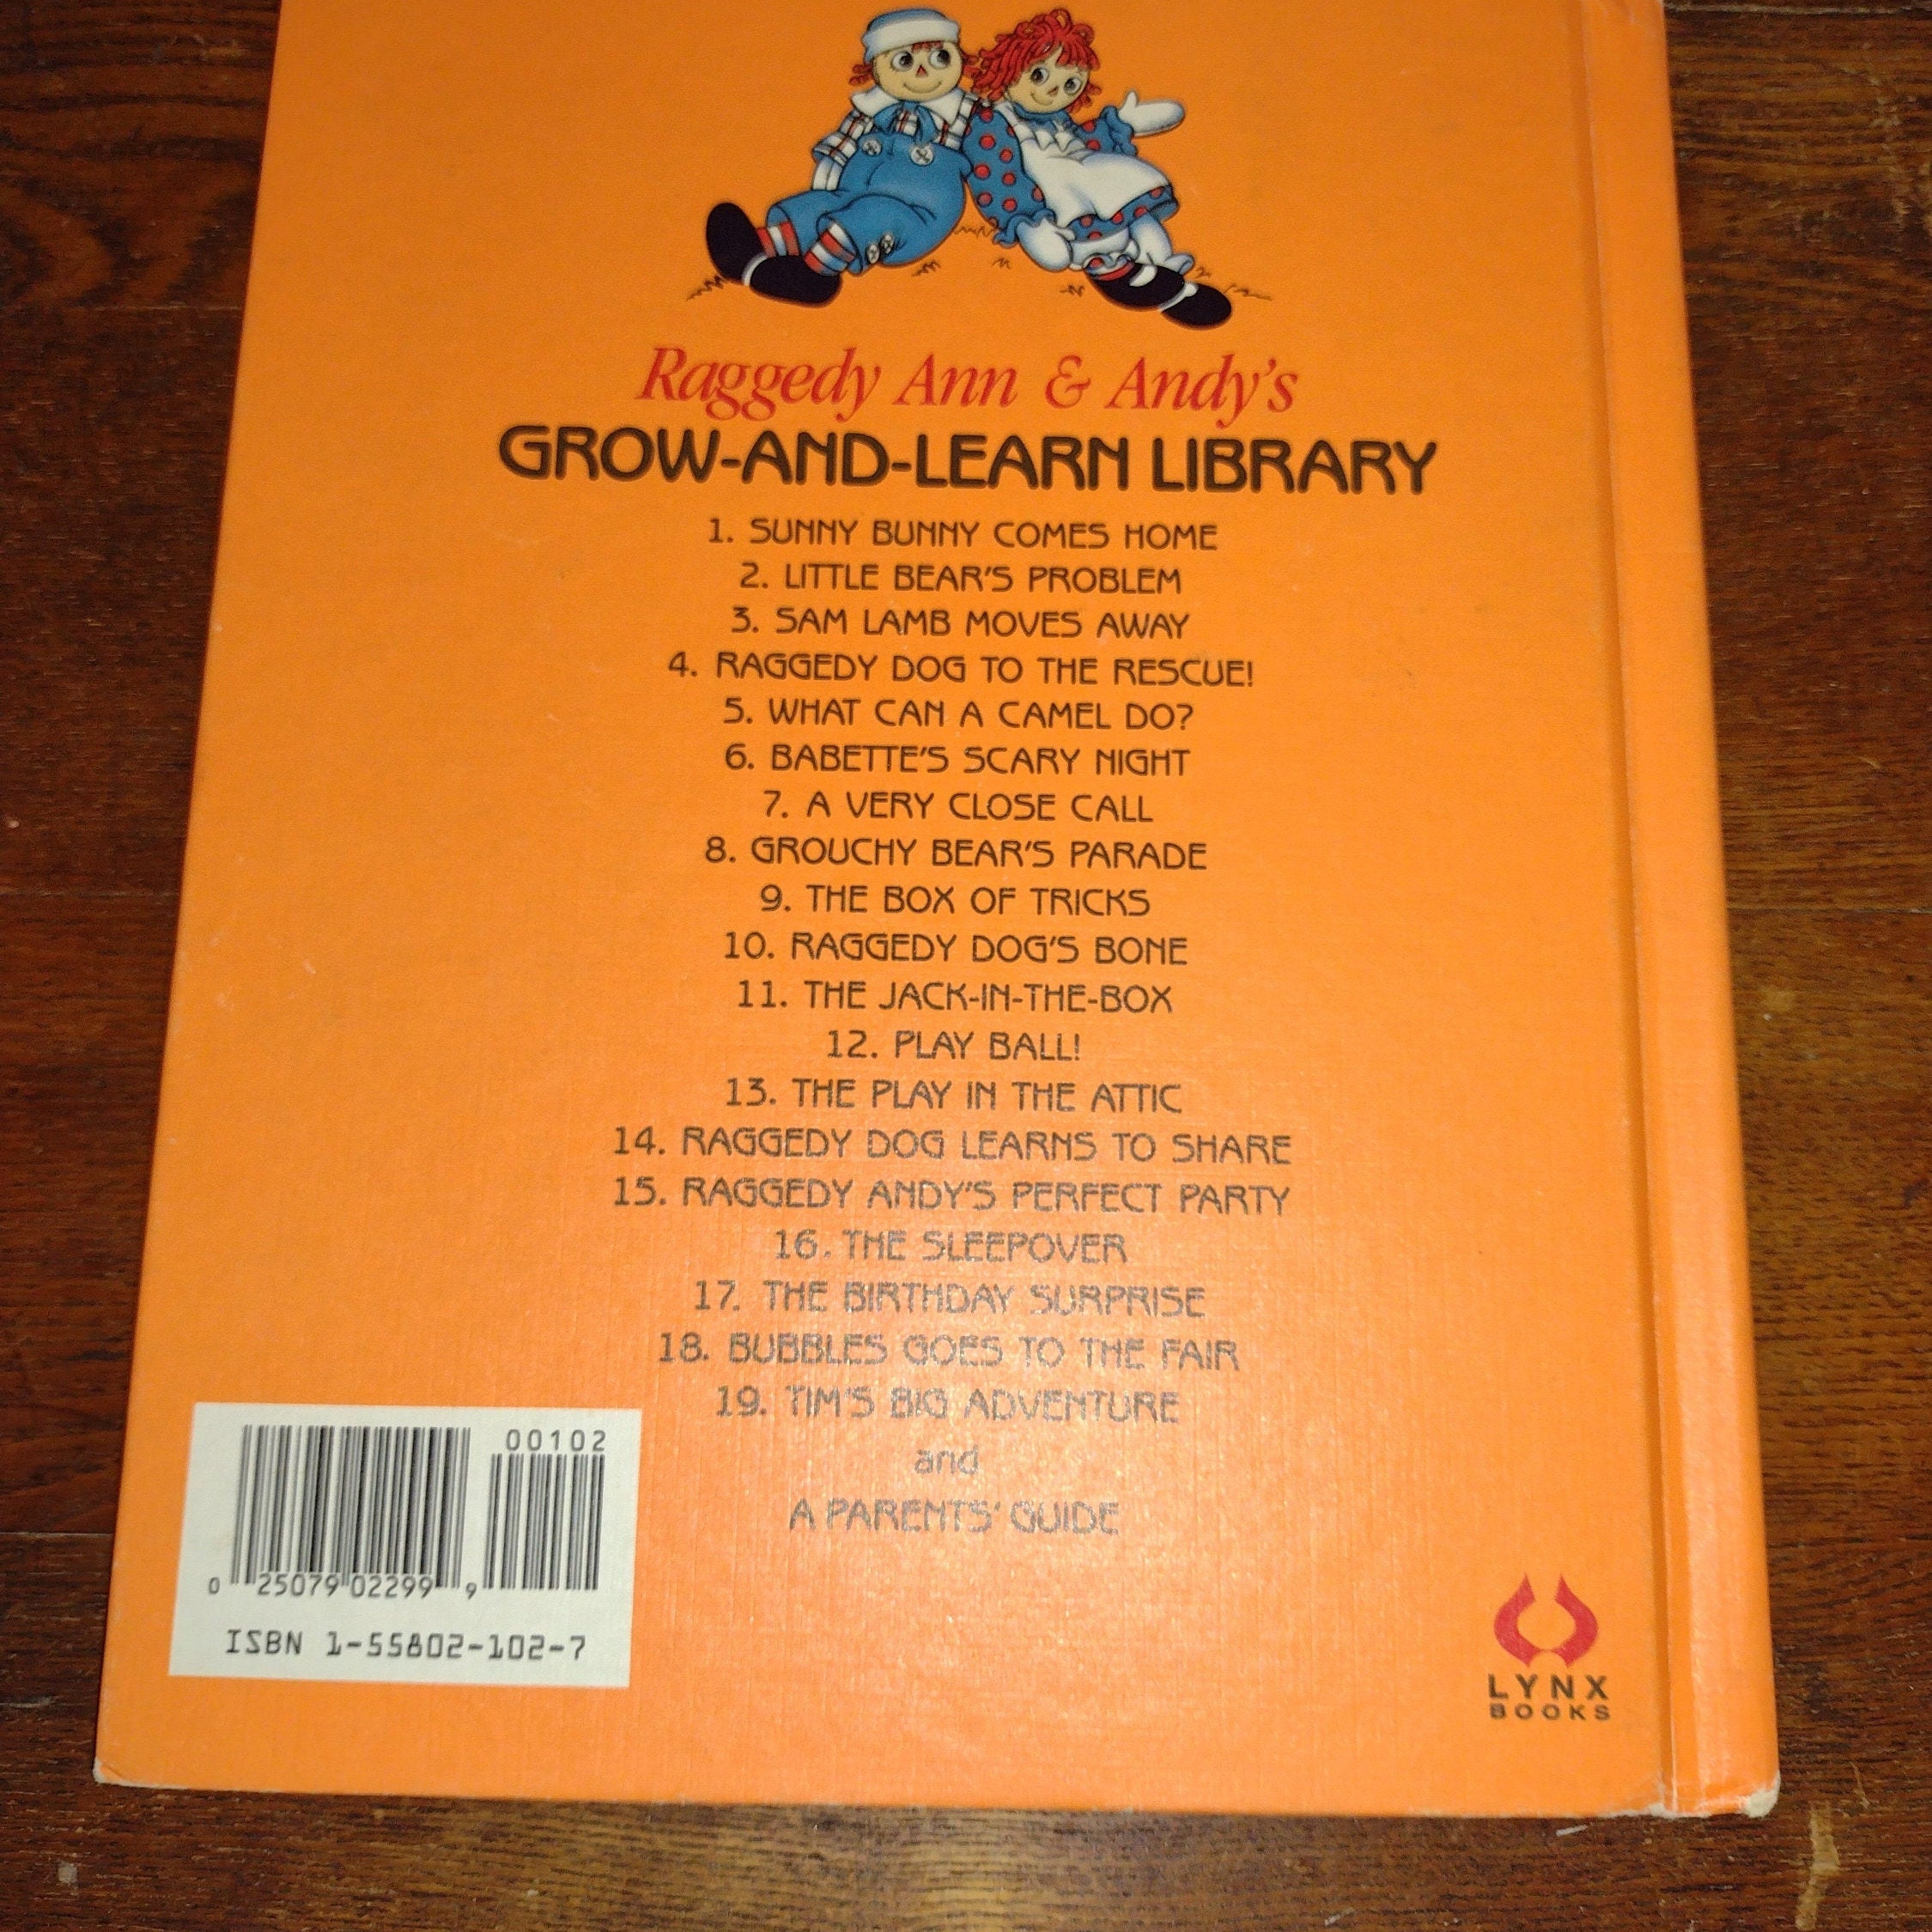 Raggedy Ann & Andy's
GROW-AND-LEARN LIBRARY
1. SUNNY BUNNY COMES HOME
2. LITTLE BEAR'S PROBLEM
3. SAM LAMB MOVES AWAY
4. RAGGEDY DOG TO THE RESCUE!
5. WHAT CAN A CAMEL DO?
6. BABETTE'S SCARY NIGHT
7. A VERY CLOSE CALL
8. GROUCHY BEAR'S PARADE
9. THE BOX OF TRICKS
10. RAGGEDY DOG'S BONE
11. THE JACK-IN-THE-BOX
12. PLAY BALL!
13. THE PLAY IN THE ATTIC
14. RAGGEDY DOG LEARNS TO SHARE
15. RAGGEDY ANDY'S PERFECT PARTY
16. THE SLEEPOVER
17. THE BIRTHDAY SURPRISE
18. BUBBLES GOES TO THE FAIR
19. TIM'S BIG ADVENTURE
and
A PARENTS' GUIDE
00102
0 25079 02299 9
ISBN 1-55802-102-7
LYNX
BOOKS